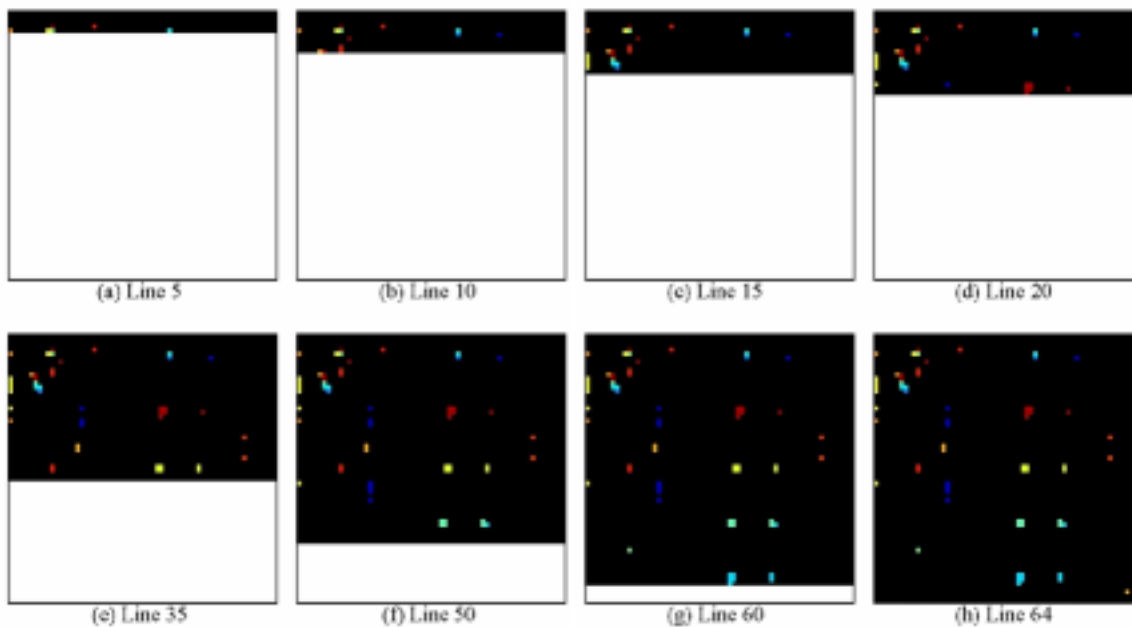 (a) Line 5
(b) Line 10
(c) Line 15
(d) Line 20
(e) Line 35
(f) Line 50
(g) Line 60
(h) Line 64